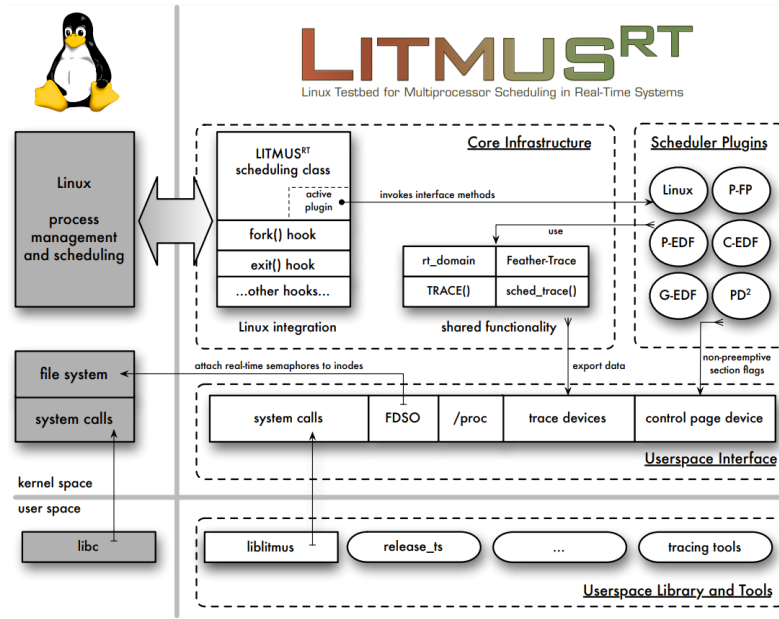 LITMUSRT
Linux Testbed for Multiprocessor Scheduling in Real-Time Systems
Linux
process
management
and scheduling
LITMUSRT
scheduling class
active
plugin
fork() hook
exit() hook
...other hooks...
Linux integration
Core Infrastructure
invokes interface methods
use
rt_domain
Feather-Trace
TRACE()
sched_trace()
shared functionality
Scheduler Plugins
Linux
P-FP
P-EDF
C-EDF
G-EDF
PD2
file system
system calls
attach real-time semaphores to inodes
export data
non-preemptive
section flags
system calls
FDSO
/proc
trace devices
control page device
Userspace Interface
kernel space
user space
libc
liblitmus
release_ts
...
tracing tools
Userspace Library and Tools